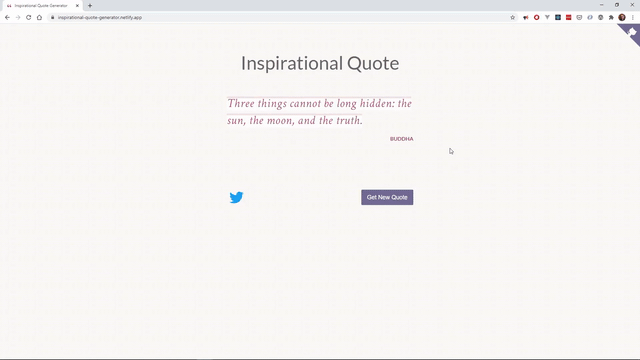 Inspirational Quote Generator
inspirational-quote-generator.netlify.app
Inspirational Quote
Three things cannot be long hidden: the
sun, the moon, and the truth.
BUDDHA
Get New Quote